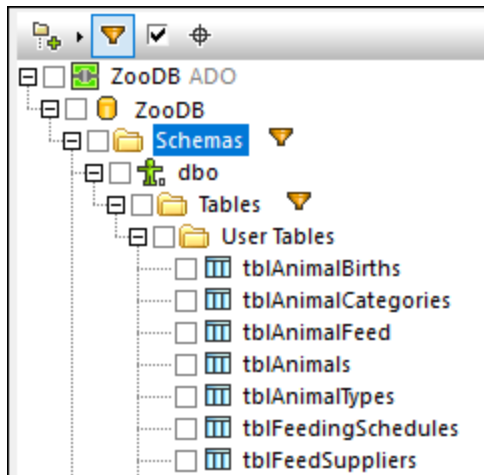 ZooDB ADO
ZooDB
Schemas
dbo
Tables
User Tables
tblAnimalBirths
tblAnimalCategories
tblAnimalFeed
tblAnimals
tblAnimalTypes
tblFeedingSchedules
tblFeedSuppliers